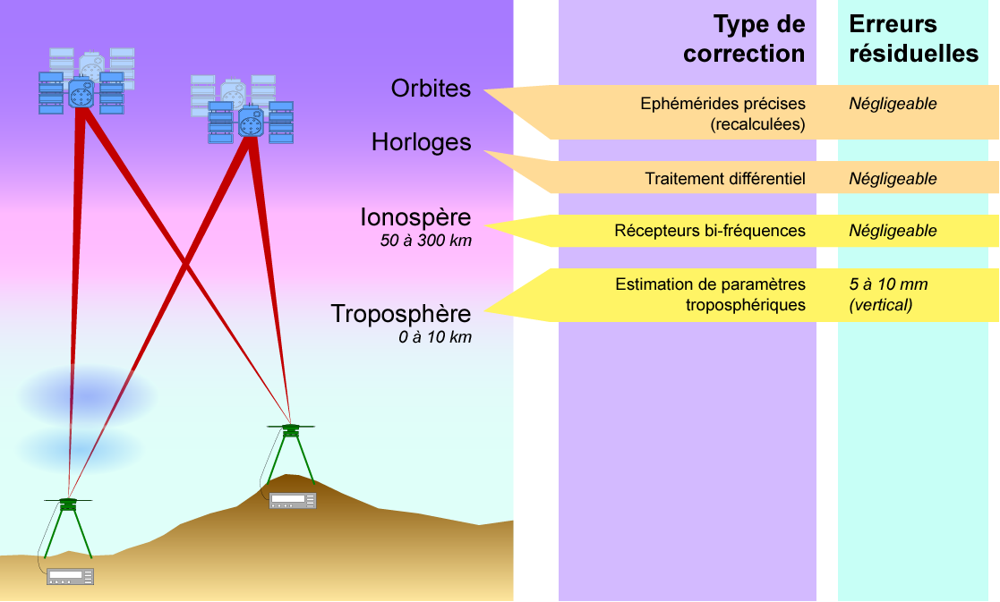 Type de
correction
Erreurs
résiduelles
Orbites
Ephémérides précises
(recalculées)
Négligeable
Horloges
Traitement différentiel
Négligeable
Ionospère
50 à 300 km
Récepteurs bi-fréquences
Négligeable
Troposphère
0 à 10 km
Estimation de paramètres
troposphériques
5 à 10 mm
(vertical)